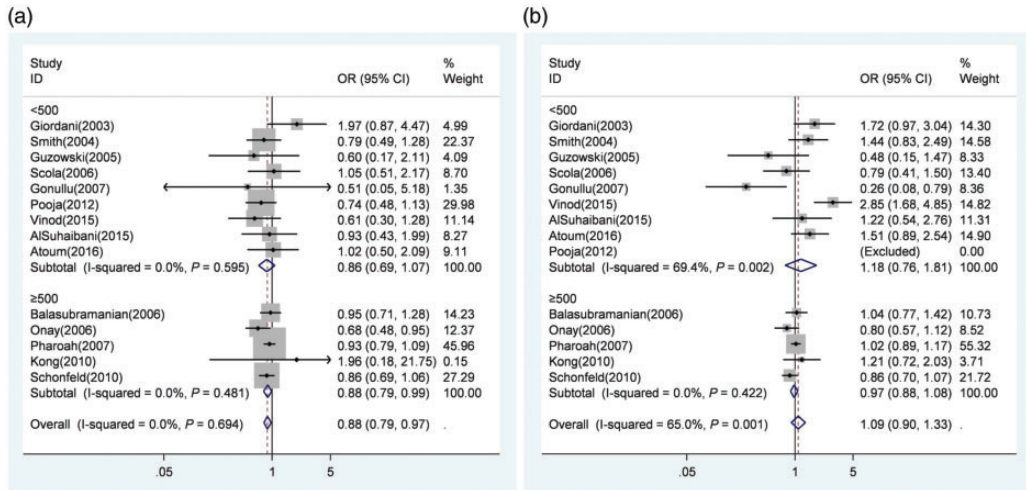 (a)
Study %
ID OR (95% CI) Weight
<500
Giordani(2003) 1.97 (0.87, 4.47) 4.99
Smith(2004) 0.79 (0.49, 1.28) 22.37
Guzowski(2005) 0.60 (0.17, 2.11) 4.09
Scola(2006) 1.05 (0.51, 2.17) 8.70
Gonullu(2007) 0.51 (0.05, 5.18) 1.35
Pooja(2012) 0.74 (0.48, 1.13) 29.98
Vinod(2015) 0.61 (0.30, 1.28) 11.14
AlSuhaibani(2015) 0.93 (0.43, 1.99) 8.27
Atoum(2016) 1.02 (0.50, 2.09) 9.11
Subtotal (I-squared = 0.0%, P = 0.595) 0.86 (0.69, 1.07) 100.00
≥500
Balasubramanian(2006) 0.95 (0.71, 1.28) 14.23
Onay(2006) 0.68 (0.48, 0.95) 12.37
Pharoah(2007) 0.93 (0.79, 1.09) 45.96
Kong(2010) 1.96 (0.18, 21.75) 0.15
Schonfeld(2010) 0.86 (0.69, 1.06) 27.29
Subtotal (I-squared = 0.0%, P = 0.481) 0.88 (0.79, 0.99) 100.00
Overall (I-squared = 0.0%, P = 0.694) 0.88 (0.79, 0.97) .
.05 1 5
(b)
Study %
ID OR (95% CI) Weight
<500
Giordani(2003) 1.72 (0.97, 3.04) 14.30
Smith(2004) 1.44 (0.83, 2.49) 14.58
Guzowski(2005) 0.48 (0.15, 1.47) 8.33
Scola(2006) 0.79 (0.41, 1.50) 13.40
Gonullu(2007) 0.26 (0.08, 0.79) 8.36
Vinod(2015) 2.85 (1.68, 4.85) 14.82
AlSuhaibani(2015) 1.22 (0.54, 2.76) 11.31
Atoum(2016) 1.51 (0.89, 2.54) 14.90
Pooja(2012) (Excluded) 0.00
Subtotal (I-squared = 69.4%, P = 0.002) 1.18 (0.76, 1.81) 100.00
≥500
Balasubramanian(2006) 1.04 (0.77, 1.42) 10.73
Onay(2006) 0.80 (0.57, 1.12) 8.52
Pharoah(2007) 1.02 (0.89, 1.17) 55.32
Kong(2010) 1.21 (0.72, 2.03) 3.71
Schonfeld(2010) 0.86 (0.70, 1.07) 21.72
Subtotal (I-squared = 0.0%, P = 0.422) 0.97 (0.88, 1.08) 100.00
Overall (I-squared = 65.0%, P = 0.001) 1.09 (0.90, 1.33) .
.05 1 5